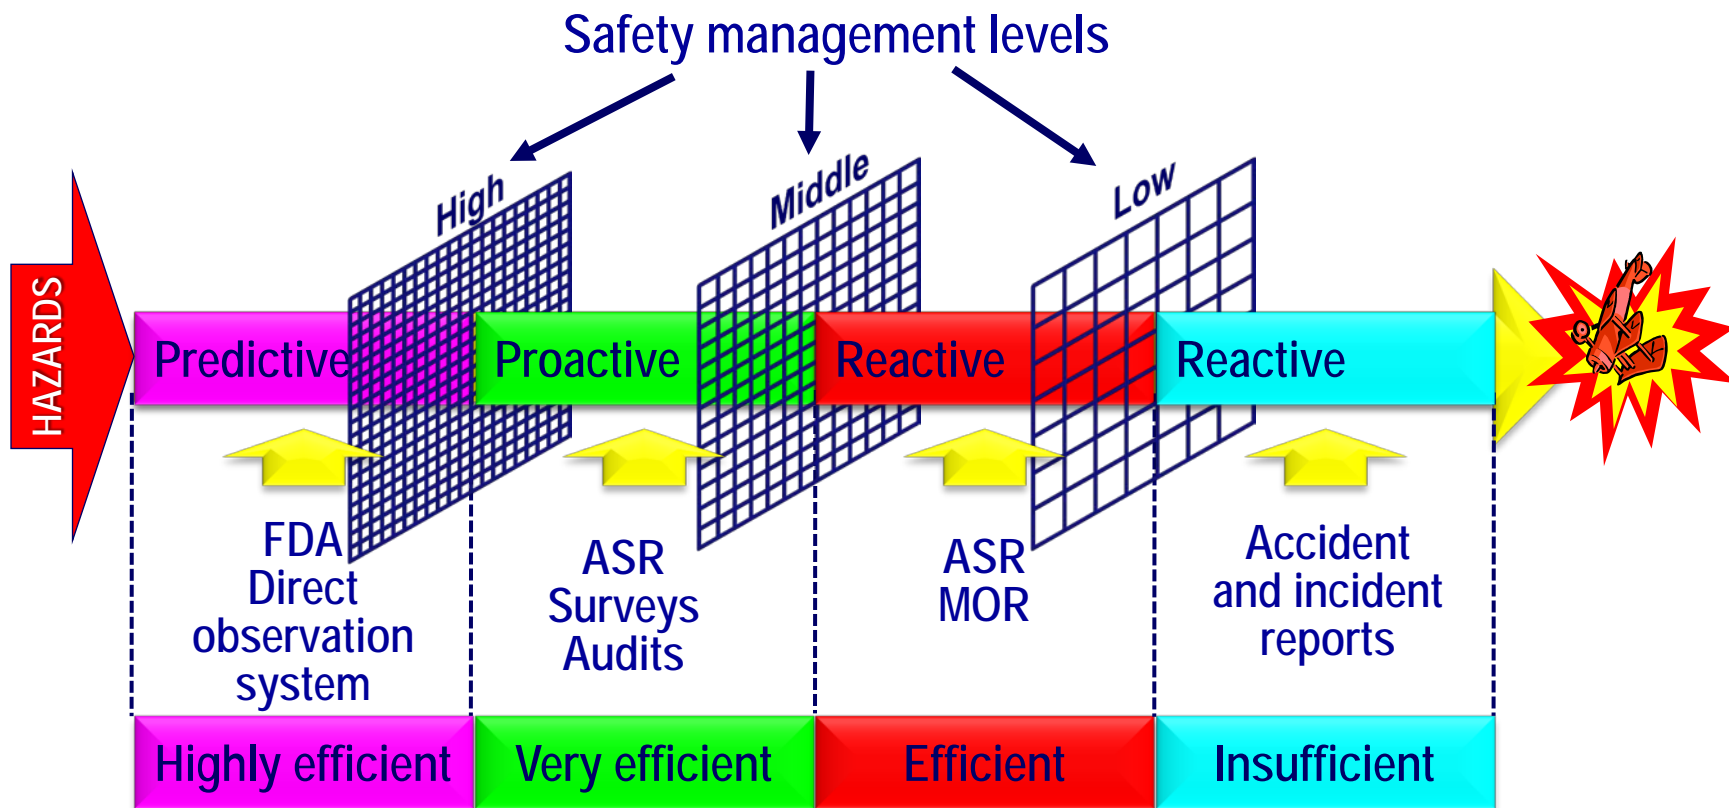 Safety management levels
High
Middle
Low
HAZARDS
Predictive
Proactive
Reactive
Reactive
FDA
Direct
observation
system
ASR
Surveys
Audits
ASR
MOR
Accident
and incident
reports
Highly efficient
Very efficient
Efficient
Insufficient